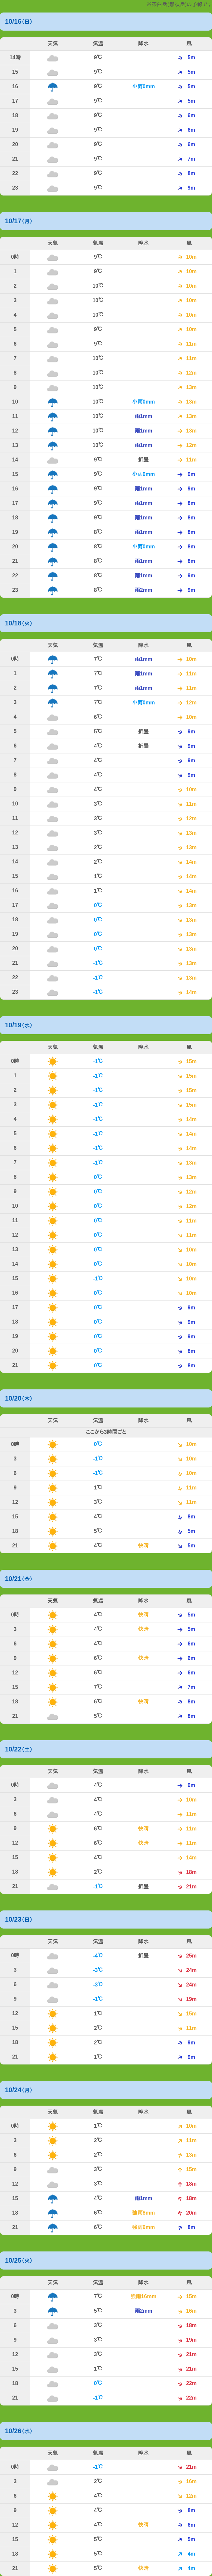 10/16(日)
天気 気温 降水 風
14時 9℃ 5m
15 9℃ 5m
16 9℃ 小雨0mm 5m
17 9℃ 5m
18 9℃ 6m
19 9℃ 6m
20 9℃ 6m
21 9℃ 7m
22 9℃ 8m
23 9℃ 9m
10/17(月)
天気 気温 降水 風
0時 9℃ 10m
1 9℃ 10m
2 10℃ 10m
3 10℃ 10m
4 10℃ 10m
5 9℃ 10m
6 9℃ 11m
7 10℃ 11m
8 10℃ 12m
9 10℃ 13m
10 10℃ 小雨0mm 13m
11 10℃ 雨1mm 13m
12 10℃ 雨1mm 13m
13 10℃ 雨1mm 12m
14 9℃ 折畳 11m
15 9℃ 小雨0mm 9m
16 9℃ 雨1mm 9m
17 9℃ 雨1mm 8m
18 9℃ 雨1mm 8m
19 8℃ 雨1mm 8m
20 8℃ 小雨0mm 8m
21 8℃ 雨1mm 8m
22 8℃ 雨1mm 9m
23 8℃ 雨2mm 9m
10/18(火)
天気 気温 降水 風
0時 7℃ 雨1mm 10m
1 7℃ 雨1mm 11m
2 7℃ 雨1mm 11m
3 7℃ 小雨0mm 12m
4 6℃ 10m
5 5℃ 折畳 9m
6 4℃ 折畳 9m
7 4℃ 9m
8 4℃ 9m
9 4℃ 10m
10 3℃ 11m
11 3℃ 12m
12 3℃ 13m
13 2℃ 13m
14 2℃ 14m
15 1℃ 14m
16 1℃ 14m
17 0℃ 13m
18 0℃ 13m
19 0℃ 13m
20 0℃ 13m
21 -1℃ 13m
22 -1℃ 13m
23 -1℃ 14m
10/19(水)
天気 気温 降水 風
0時 -1℃ 15m
1 -1℃ 15m
2 -1℃ 15m
3 -1℃ 15m
4 -1℃ 14m
5 -1℃ 14m
6 -1℃ 14m
7 -1℃ 13m
8 0℃ 13m
9 0℃ 12m
10 0℃ 12m
11 0℃ 11m
12 0℃ 11m
13 0℃ 10m
14 0℃ 10m
15 -1℃ 10m
16 0℃ 10m
17 0℃ 9m
18 0℃ 9m
19 0℃ 9m
20 0℃ 8m
21 0℃ 8m
10/20(木)
天気 気温 降水 風
ここから3時間ごと
0時 0℃ 10m
3 -1℃ 10m
6 -1℃ 10m
9 1℃ 11m
12 3℃ 11m
15 4℃ 8m
18 5℃ 5m
21 4℃ 快晴 5m
10/21(金)
天気 気温 降水 風
0時 4℃ 快晴 5m
3 4℃ 快晴 5m
6 4℃ 6m
9 6℃ 快晴 6m
12 6℃ 6m
15 7℃ 7m
18 6℃ 快晴 8m
21 5℃ 8m
10/22(土)
天気 気温 降水 風
0時 4℃ 9m
3 4℃ 10m
6 4℃ 11m
9 6℃ 快晴 11m
12 6℃ 快晴 11m
15 4℃ 14m
18 2℃ 18m
21 -1℃ 折畳 21m
10/23(日)
天気 気温 降水 風
0時 -4℃ 折畳 25m
3 -3℃ 24m
6 -3℃ 24m
9 -1℃ 19m
12 1℃ 15m
15 2℃ 11m
18 2℃ 9m
21 1℃ 9m
10/24(月)
天気 気温 降水 風
0時 1℃ 10m
3 2℃ 11m
6 2℃ 13m
9 3℃ 15m
12 3℃ 18m
15 4℃ 雨1mm 18m
18 6℃ 強雨8mm 20m
21 6℃ 強雨9mm 8m
10/25(火)
天気 気温 降水 風
0時 7℃ 強雨16mm 15m
3 5℃ 雨2mm 16m
6 3℃ 18m
9 3℃ 19m
12 3℃ 21m
15 1℃ 21m
18 0℃ 22m
21 -1℃ 22m
10/26(水)
天気 気温 降水 風
0時 -1℃ 21m
3 2℃ 16m
6 4℃ 12m
9 4℃ 8m
12 4℃ 快晴 6m
15 5℃ 5m
18 5℃ 4m
21 5℃ 快晴 4m